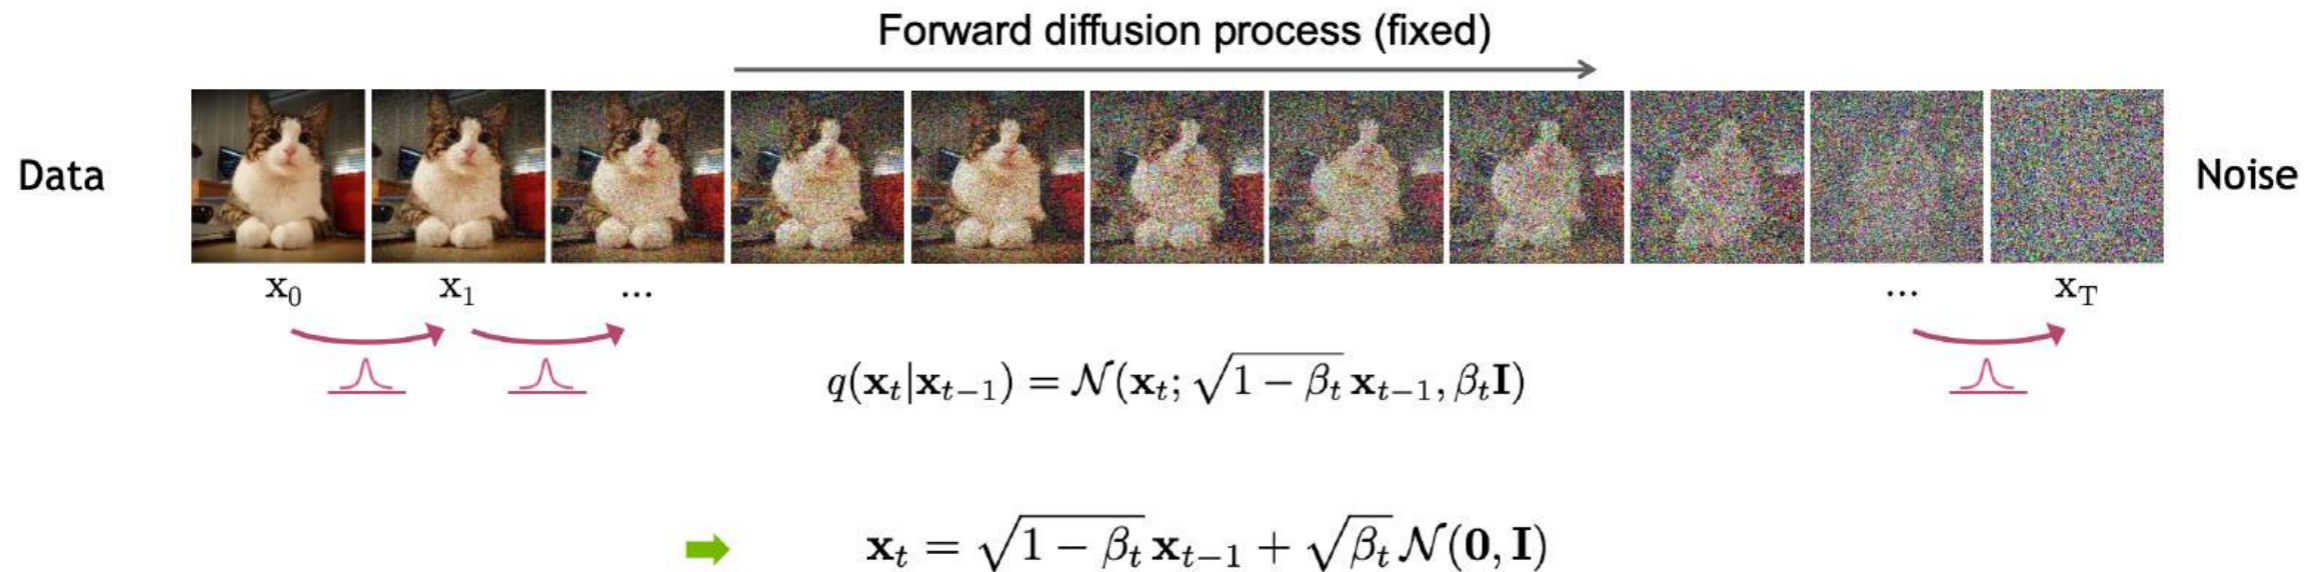 Forward diffusion process (fixed)
Data
Noise
x₀ x₁ ... ... x_T
q(𝐱ₜ|𝐱ₜ₋₁) = 𝒩(𝐱ₜ; √(1 − βₜ) 𝐱ₜ₋₁, βₜ𝐈)
𝐱ₜ = √(1 − βₜ) 𝐱ₜ₋₁ + √βₜ 𝒩(𝟎, 𝐈)